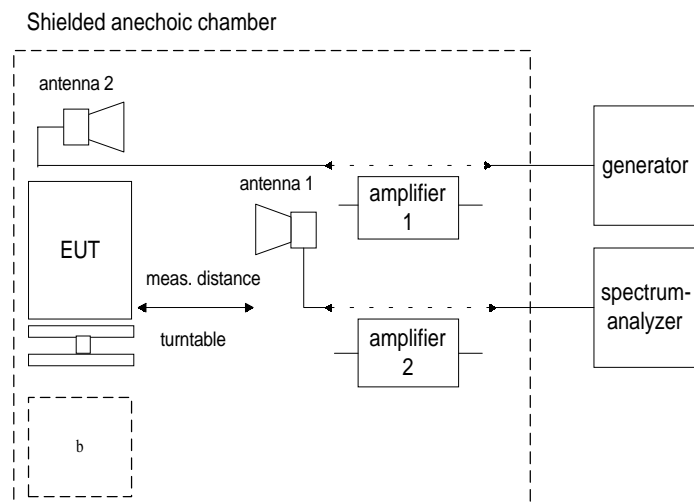 Shielded anechoic chamber
antenna 2
generator
antenna 1
amplifier
1
EUT
meas. distance
spectrum-
analyzer
turntable
amplifier
2
b